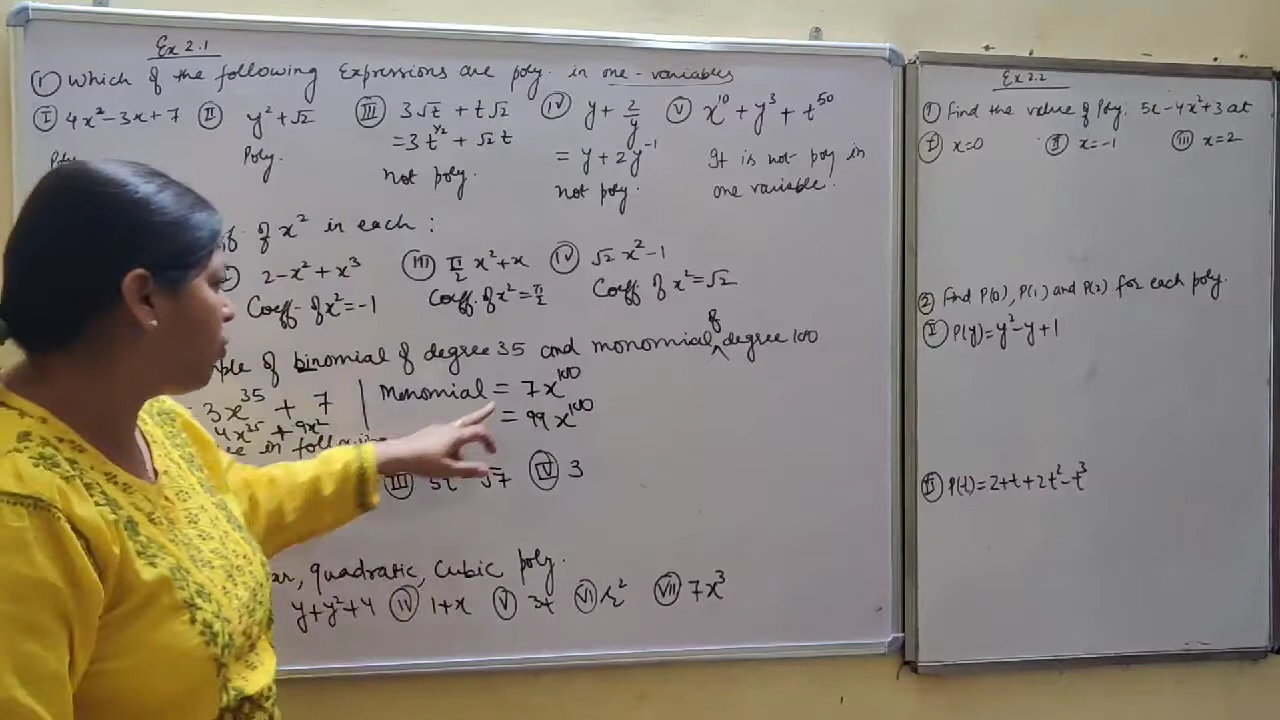 Ex 2.1
① Which of the following Expressions are poly. in one-variables
Ⓘ 4x²-3x+7 Ⓘⓘ y²+√2 Ⓘⓘⓘ 3√t + t√2 ⒾⓋ y + 2/y Ⓥ x¹⁰ + y³ + t⁵⁰
= 3t^1/2 + √2 t
= y + 2y⁻¹
Poly.
not poly.
not poly.
It is not poly in
one variable.
of x² in each :
2-x²+x³ Ⓘⓘⓘ π/2 x²+x ⒾⓋ √2 x²-1
Coeff. of x²=-1 Coeff. of x²=π/2 Coeff of x²=√2
of binomial of degree 35 and monomial of degree 100
3x³⁵ + 7
4x³⁵ + 9x²
Monomial = 7x¹⁰⁰
= 99x¹⁰⁰
in following
Ⓘⓘⓘ 5t - √7 ⒾⓋ 3
quadratic, Cubic poly.
y+y²+4 ⒾⓋ 1+x Ⓥ 3t Ⓥⓘ r² Ⓥⓘⓘ 7x³
Ex 2.2
① Find the value of Poly. 5x-4x²+3 at
Ⓘ x=0 Ⓘⓘ x=-1 Ⓘⓘⓘ x=2
② Find P(0), P(1) and P(2) for each poly.
Ⓘ P(y)=y²-y+1
Ⓘⓘ P(t)=2+t+2t²-t³